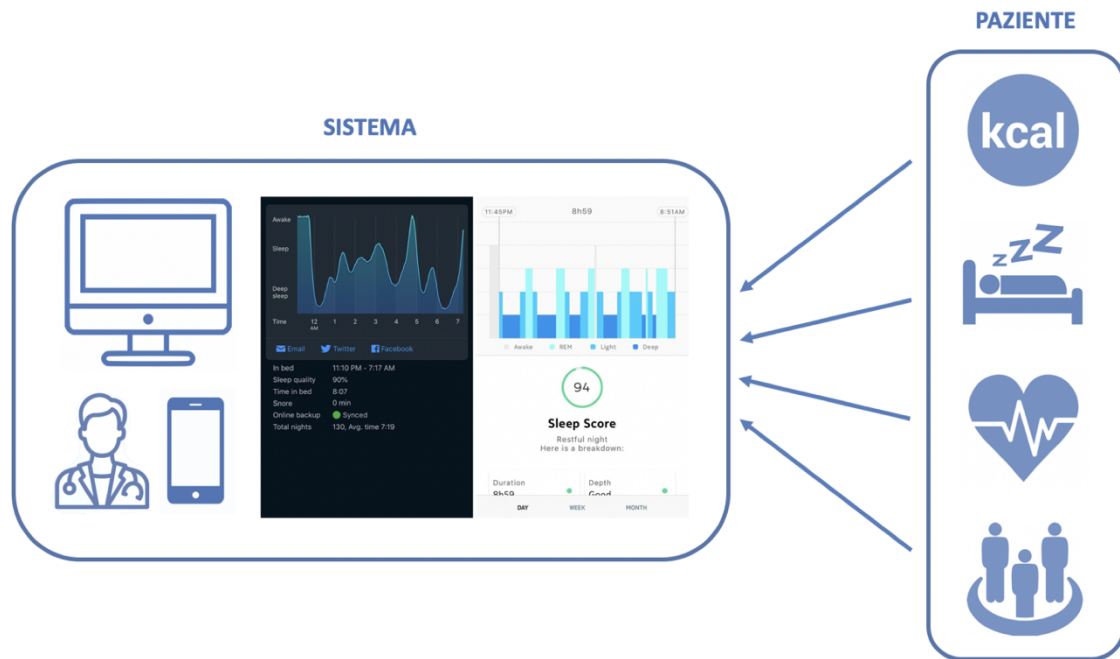 PAZIENTE
kcal
z z Z Z
SISTEMA
Awake
Sleep
Deep
sleep
Time
12
AM
1 2 3 4 5 6 7
Email Twitter Facebook
In bed 11:10 PM - 7:17 AM
Sleep quality 90%
Time in bed 8:07
Snore 0 min
Online backup Synced
Total nights 130, Avg. time 7:19
11:45PM 8h59 8:51AM
Awake REM Light Deep
94
Sleep Score
Restful night
Here is a breakdown:
Duration Depth
8h59 Good
DAY WEEK MONTH